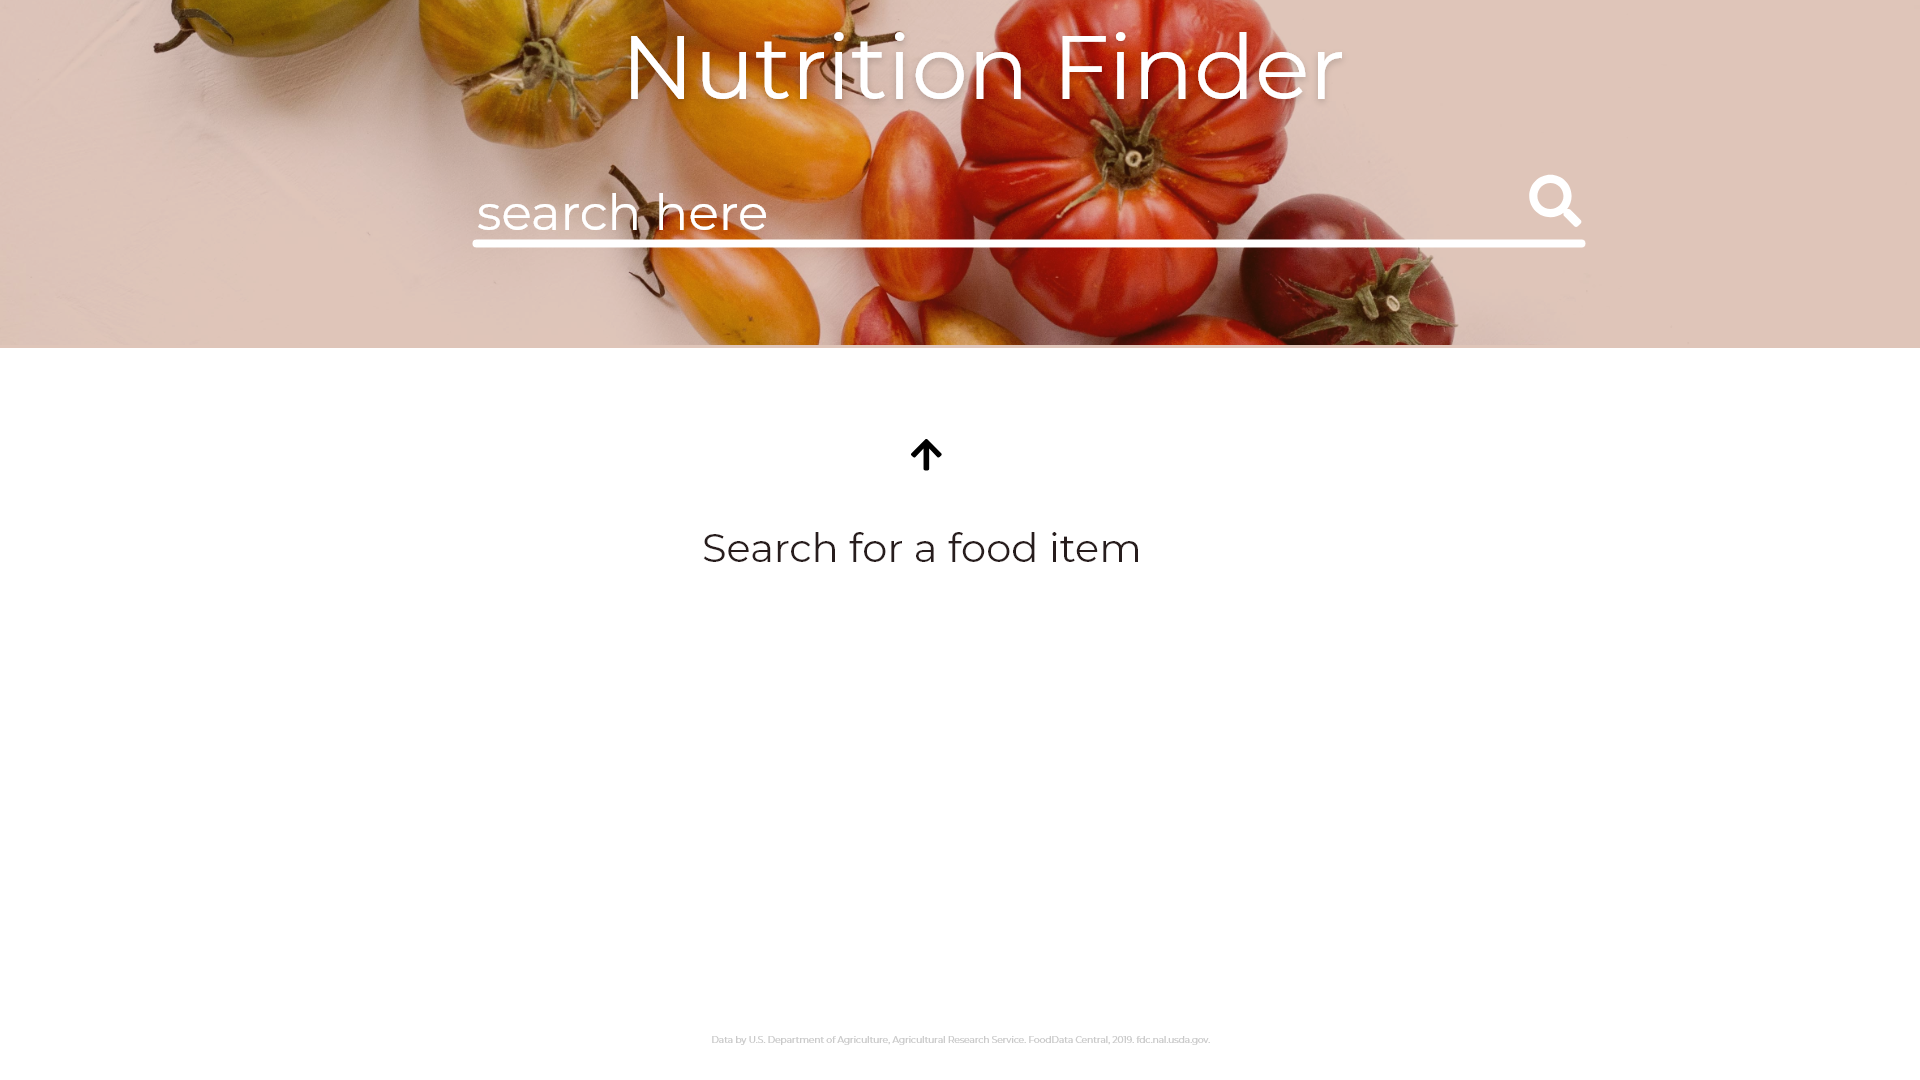 Nutrition Finder
search here
Search for a food item
Data by U.S. Department of Agriculture, Agricultural Research Service. FoodData Central, 2019. fdc.nal.usda.gov.